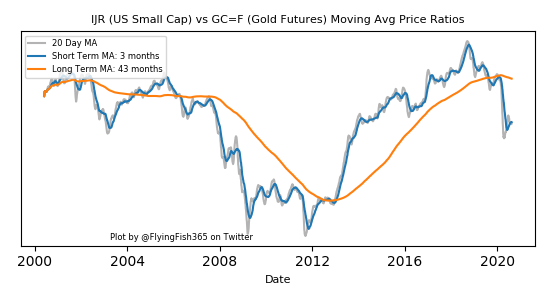 IJR (US Small Cap) vs GC=F (Gold Futures) Moving Avg Price Ratios
20 Day MA
Short Term MA: 3 months
Long Term MA: 43 months
Plot by @FlyingFish365 on Twitter
2000 2004 2008 2012 2016 2020
Date